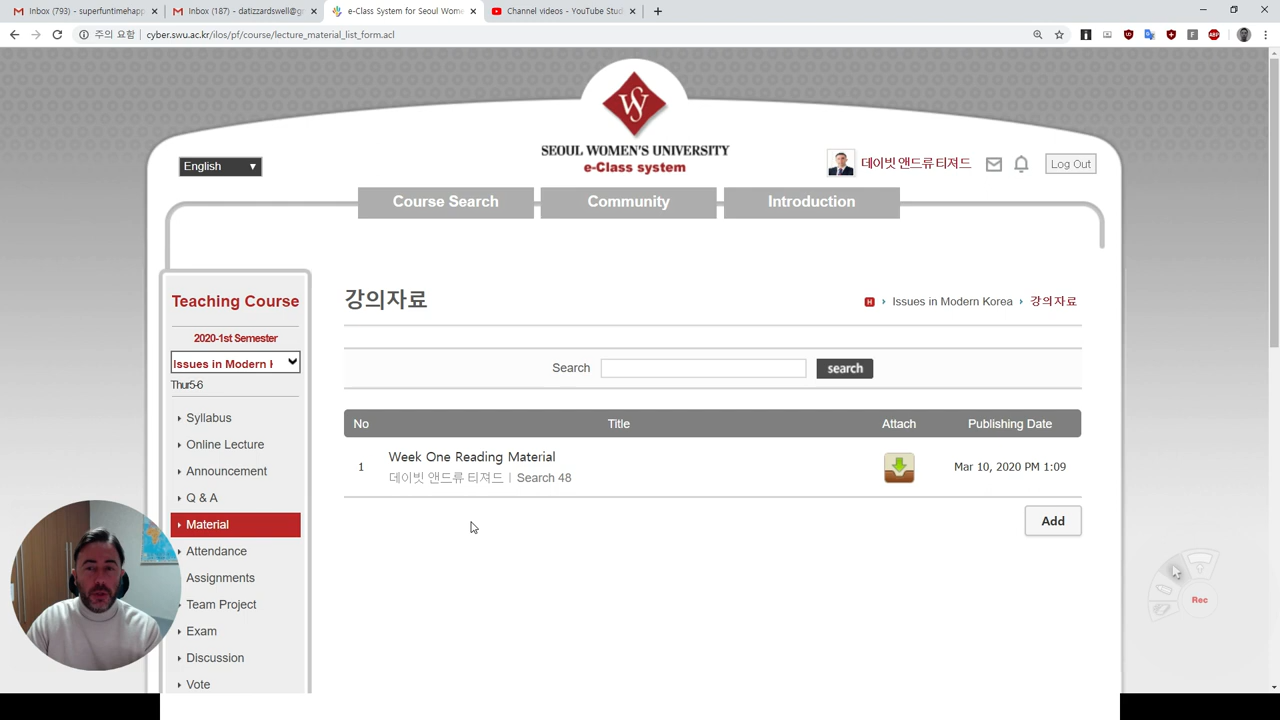 Inbox (793) - superfuntimehapp
Inbox (187) - datizzardswell@g
e-Class System for Seoul Wome
Channel videos - YouTube Stud
주의 요함
cyber.swu.ac.kr/ilos/pf/course/lecture_material_list_form.acl
English
SEOUL WOMEN'S UNIVERSITY
e-Class system
데이빗 앤드류 티져드
Log Out
Course Search
Community
Introduction
Teaching Course
2020-1st Semester
Issues in Modern K
Thur5-6
Syllabus
Online Lecture
Announcement
Q & A
Material
Attendance
Assignments
Team Project
Exam
Discussion
Vote
강의자료
H Issues in Modern Korea 강의자료
Search
search
No Title Attach Publishing Date
1 Week One Reading Material Mar 10, 2020 PM 1:09
데이빗 앤드류 티져드 | Search 48
Add
Rec